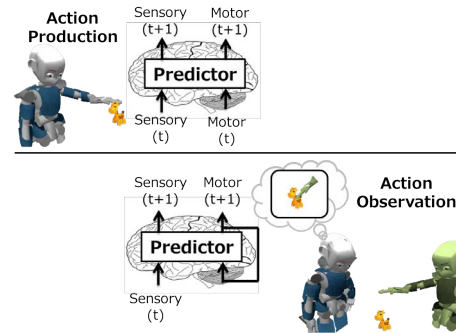 Action
Production
Sensory
(t+1)
Motor
(t+1)
Predictor
Sensory
(t)
Motor
(t)
Sensory
(t+1)
Motor
(t+1)
Predictor
Sensory
(t)
Action
Observation